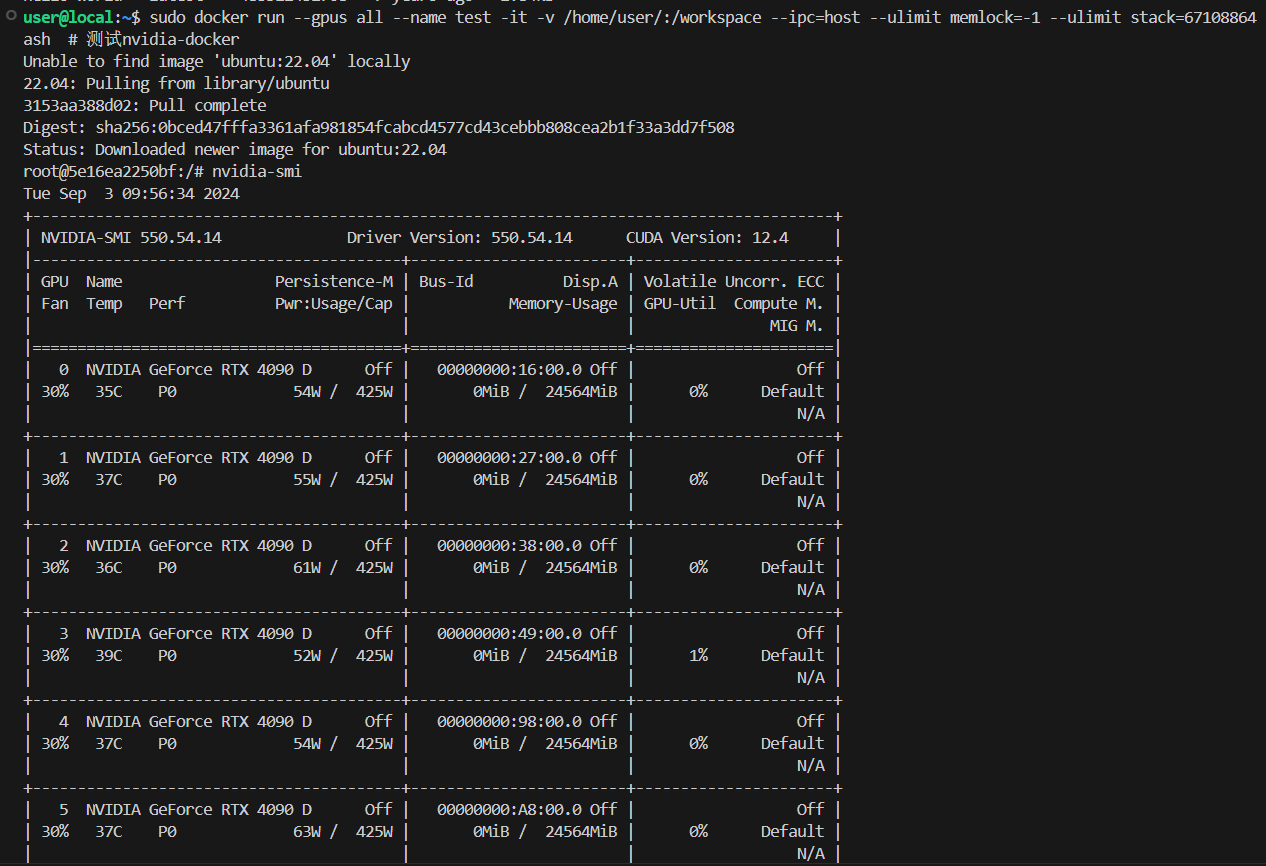 user@local:~$ sudo docker run --gpus all --name test -it -v /home/user/:/workspace --ipc=host --ulimit memlock=-1 --ulimit stack=67108864
ash  # 测试nvidia-docker
Unable to find image 'ubuntu:22.04' locally
22.04: Pulling from library/ubuntu
3153aa388d02: Pull complete
Digest: sha256:0bced47fffa3361afa981854fcabcd4577cd43cebbb808cea2b1f33a3dd7f508
Status: Downloaded newer image for ubuntu:22.04
root@5e16ea2250bf:/# nvidia-smi
Tue Sep  3 09:56:34 2024
+-----------------------------------------------------------------------------------------+
| NVIDIA-SMI 550.54.14              Driver Version: 550.54.14      CUDA Version: 12.4     |
|-----------------------------------------+------------------------+----------------------+
| GPU  Name                 Persistence-M | Bus-Id          Disp.A | Volatile Uncorr. ECC |
| Fan  Temp   Perf          Pwr:Usage/Cap |           Memory-Usage | GPU-Util  Compute M. |
|                                         |                        |               MIG M. |
|=========================================+========================+======================|
|   0  NVIDIA GeForce RTX 4090 D      Off |   00000000:16:00.0 Off |                  Off |
| 30%   35C    P0              54W /  425W |       0MiB /  24564MiB |      0%      Default |
|                                         |                        |                  N/A |
+-----------------------------------------+------------------------+----------------------+
|   1  NVIDIA GeForce RTX 4090 D      Off |   00000000:27:00.0 Off |                  Off |
| 30%   37C    P0              55W /  425W |       0MiB /  24564MiB |      0%      Default |
|                                         |                        |                  N/A |
+-----------------------------------------+------------------------+----------------------+
|   2  NVIDIA GeForce RTX 4090 D      Off |   00000000:38:00.0 Off |                  Off |
| 30%   36C    P0              61W /  425W |       0MiB /  24564MiB |      0%      Default |
|                                         |                        |                  N/A |
+-----------------------------------------+------------------------+----------------------+
|   3  NVIDIA GeForce RTX 4090 D      Off |   00000000:49:00.0 Off |                  Off |
| 30%   39C    P0              52W /  425W |       0MiB /  24564MiB |      1%      Default |
|                                         |                        |                  N/A |
+-----------------------------------------+------------------------+----------------------+
|   4  NVIDIA GeForce RTX 4090 D      Off |   00000000:98:00.0 Off |                  Off |
| 30%   37C    P0              54W /  425W |       0MiB /  24564MiB |      0%      Default |
|                                         |                        |                  N/A |
+-----------------------------------------+------------------------+----------------------+
|   5  NVIDIA GeForce RTX 4090 D      Off |   00000000:A8:00.0 Off |                  Off |
| 30%   37C    P0              63W /  425W |       0MiB /  24564MiB |      0%      Default |
|                                         |                        |                  N/A |